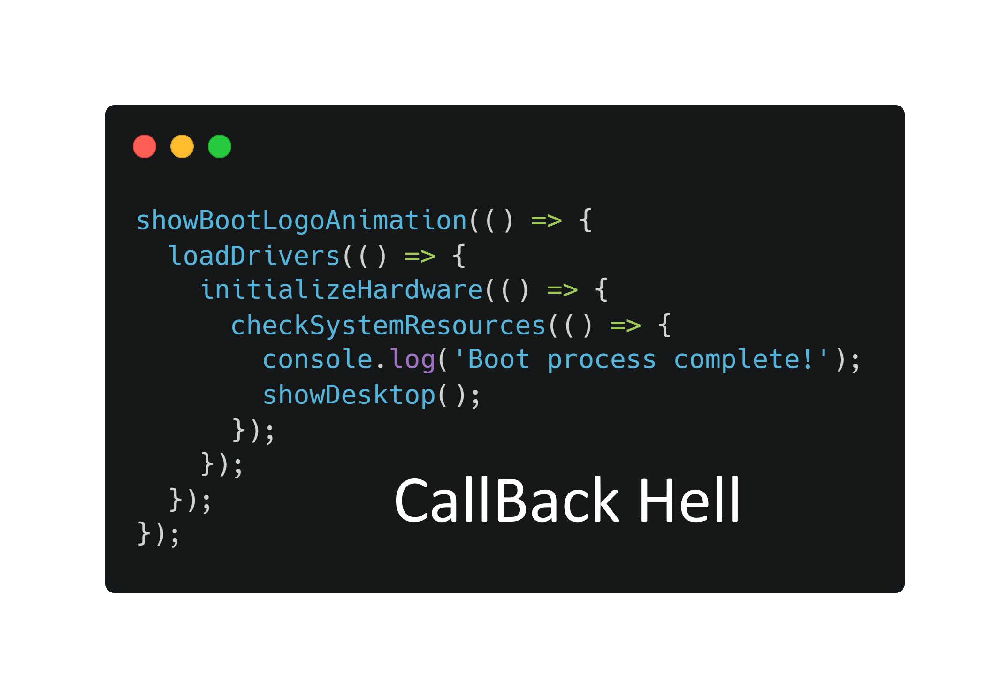 showBootLogoAnimation(() => {
  loadDrivers(() => {
    initializeHardware(() => {
      checkSystemResources(() => {
        console.log('Boot process complete!');
        showDesktop();
      });
    });
  });
});
CallBack Hell